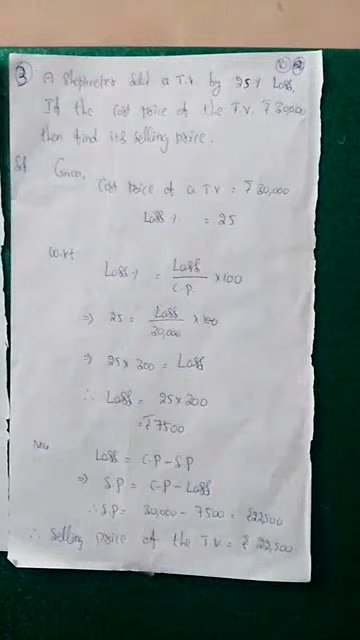 ③ A Shopkeeper Sold a T.V. by 25% Loss.
If the cost price of the T.V. ₹30,000
then find its selling price.
Sol Given,
Cost Price of a T.V = ₹30,000
Loss% = 25
W.k.t
Loss% = Loss/C.P. ×100
=> 25 = Loss/30,000 ×100
=> 25×300 = Loss
∴ Loss = 25×300
= ₹7500
Now
Loss = C.P - S.P
=> S.P = C.P - Loss
∴ S.P = 30,000 - 7500 = ₹22,500
∴ Selling price of the T.V = ₹ 22,500